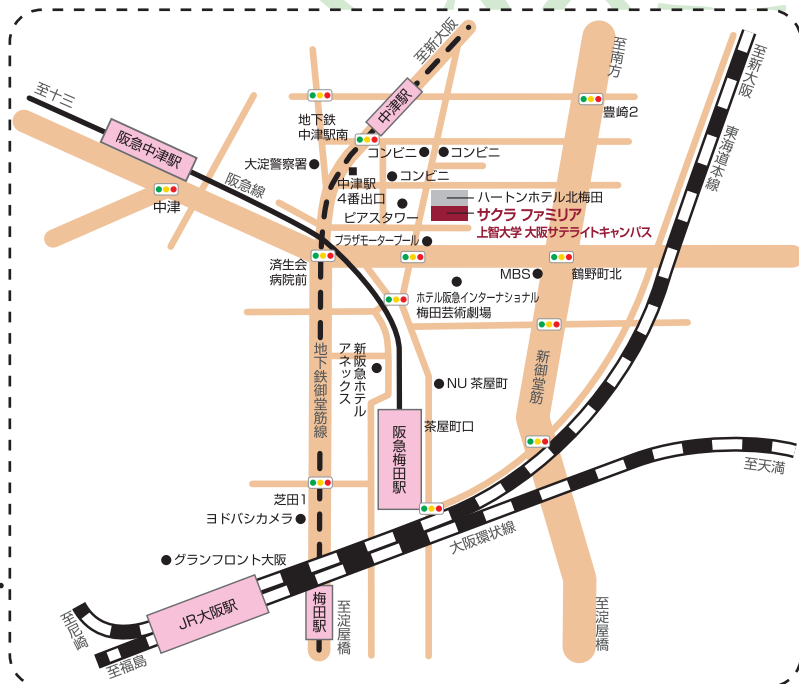 至新大阪
至南方
至新大阪
至十三
中津駅
豊崎2
地下鉄
中津駅南
阪急中津駅
東海道本線
コンビニ
コンビニ
大淀警察署
コンビニ
中津駅
4番出口
阪急線
ハートンホテル北梅田
中津
ピアスタワー
サクラ ファミリア
上智大学 大阪サテライトキャンパス
プラザモータープール
済生会
病院前
MBS
鶴野町北
ホテル阪急インターナショナル
梅田芸術劇場
地下鉄御堂筋線
新阪急ホテル
アネックス
新御堂筋
NU 茶屋町
茶屋町口
阪急梅田駅
至天満
芝田1
ヨドバシカメラ
大阪環状線
グランフロント大阪
JR大阪駅
梅田駅
至淀屋橋
至淀屋橋
至尼崎
至福島